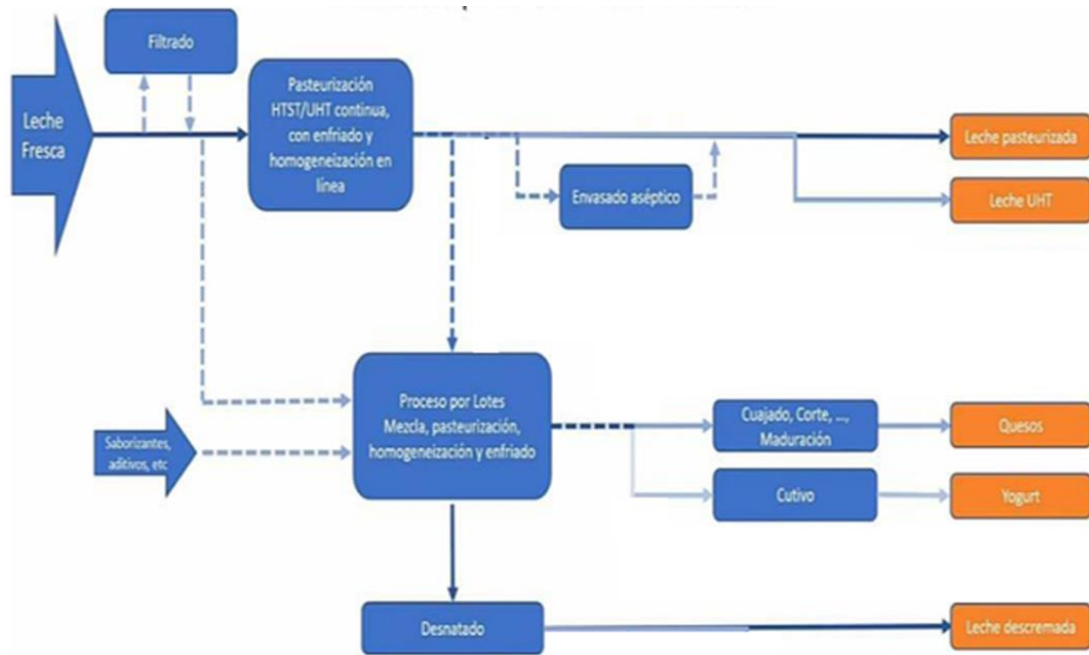 Filtrado
Leche
Fresca
Pasteurización
HTST/UHT continua,
con enfriado y
homogeneización en
línea
Leche pasteurizada
Envasado aséptico
Leche UHT
Proceso por Lotes
Mezcla, pasteurización,
homogeneización y enfriado
Saborizantes,
aditivos, etc
Cuajado, Corte, ...,
Maduración
Quesos
Cutivo
Yogurt
Desnatado
Leche descremada